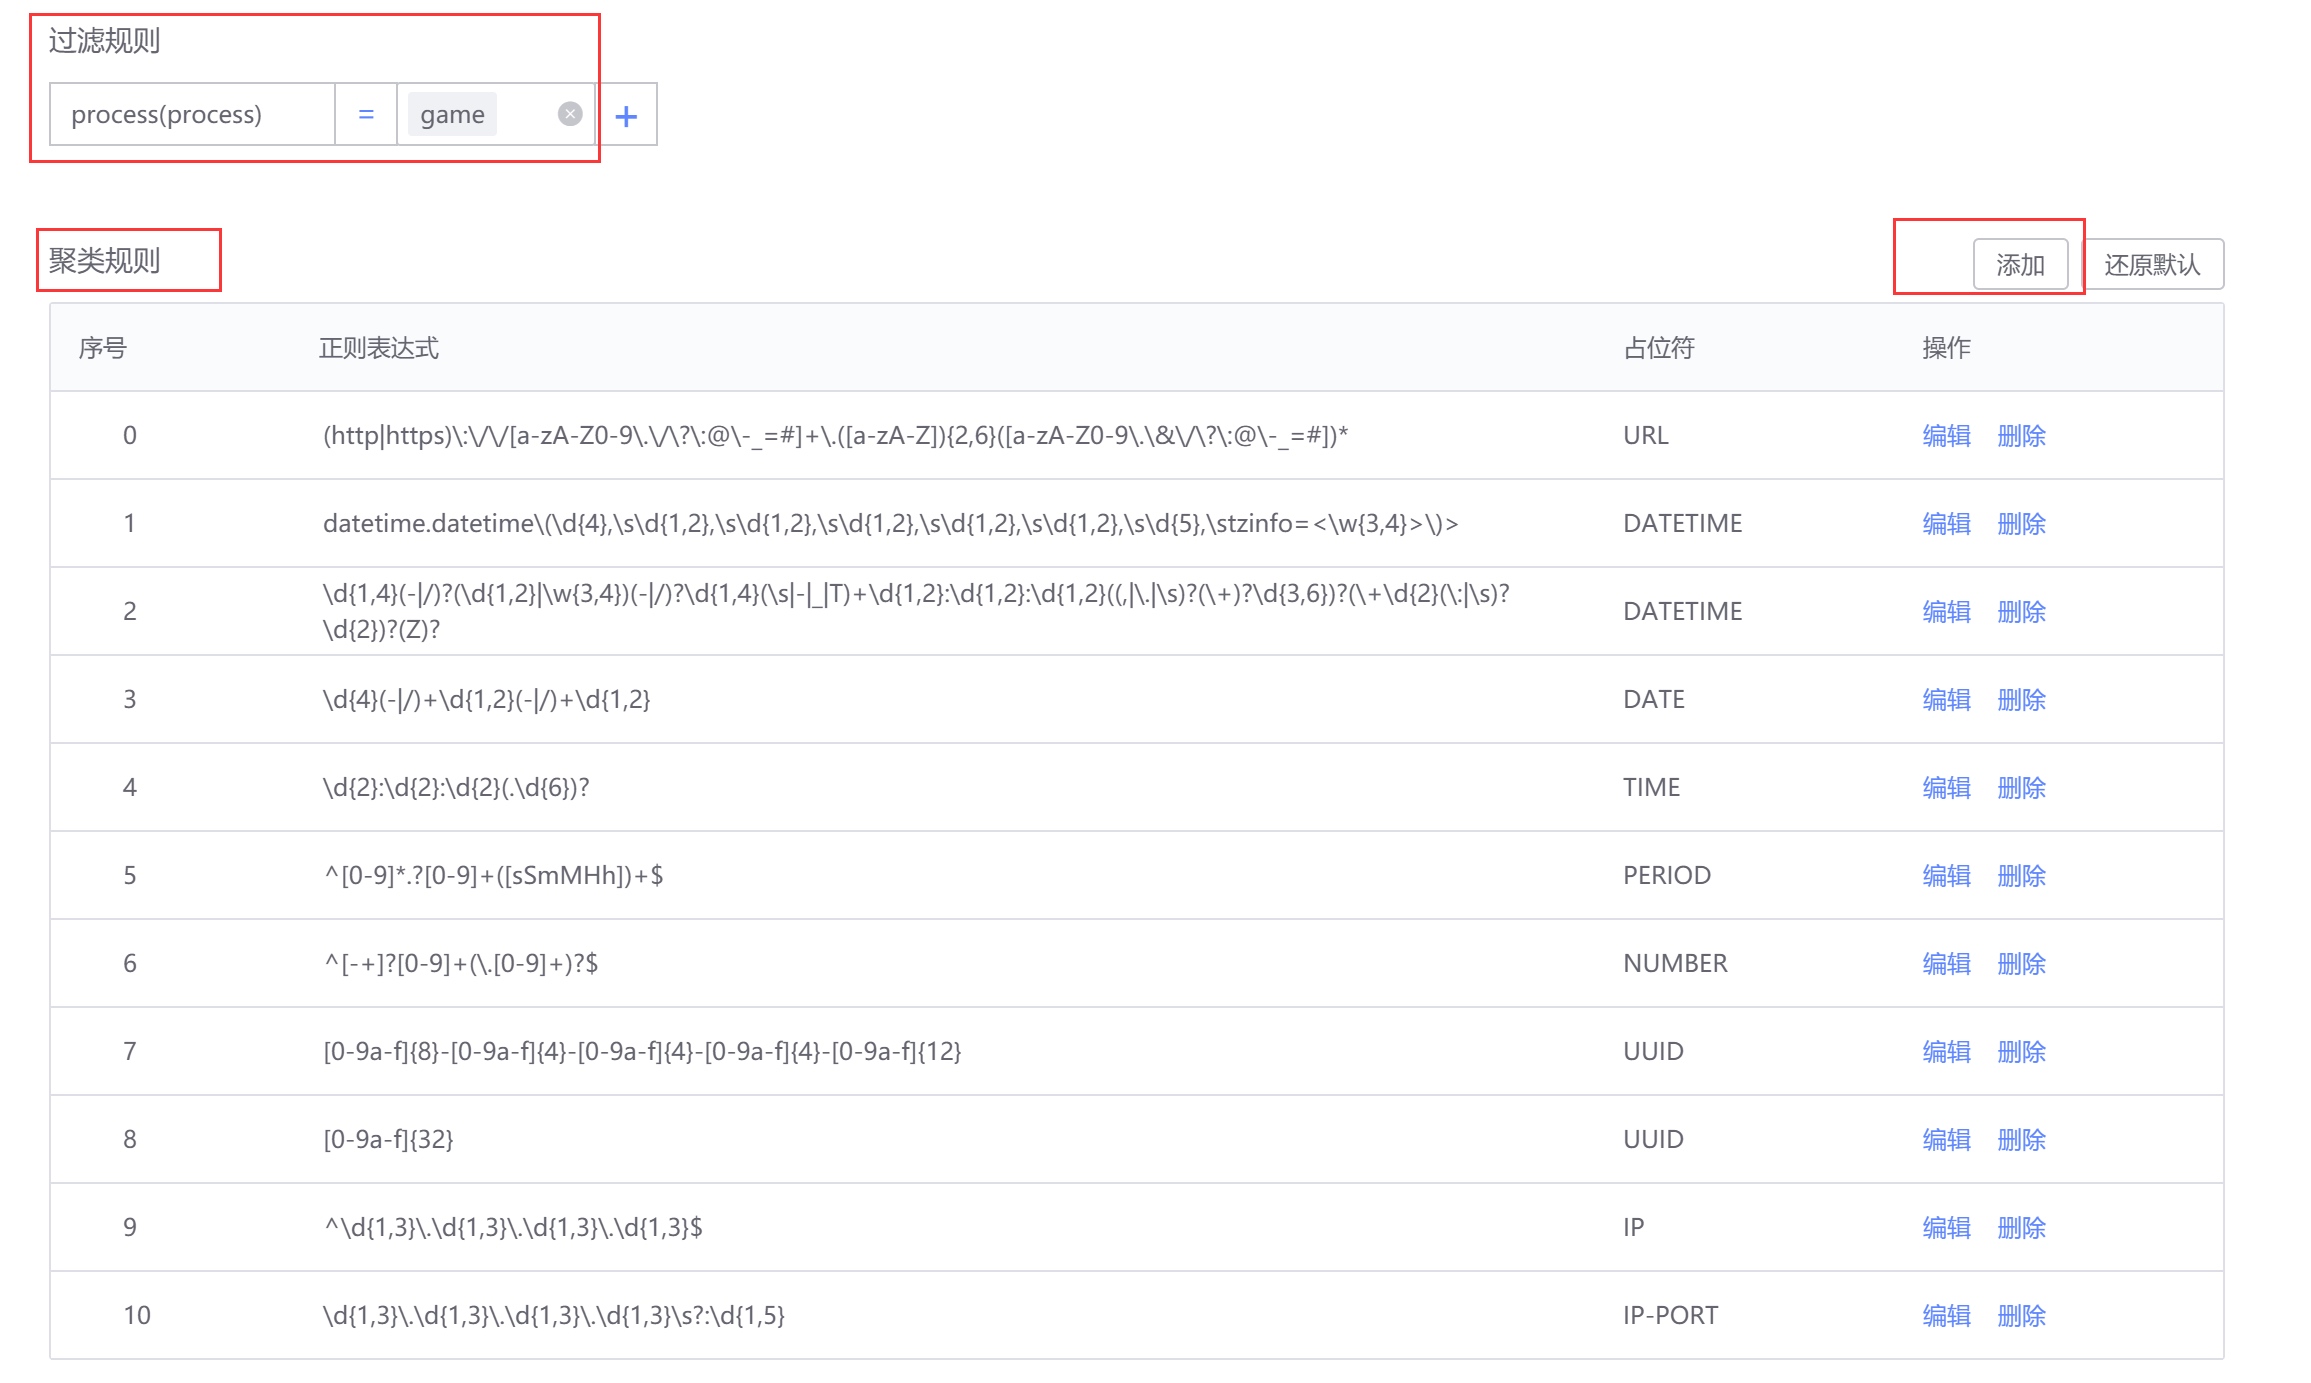 过滤规则
process(process) = game +
聚类规则 添加 还原默认
序号 正则表达式 占位符 操作
0 (http|https)\:\/\/[a-zA-Z0-9\.\/\?\:@\-_=#]+\.([a-zA-Z]){2,6}([a-zA-Z0-9\.\&\/\?\:@\-_=#])* URL 编辑 删除
1 datetime.datetime\(\d{4},\s\d{1,2},\s\d{1,2},\s\d{1,2},\s\d{1,2},\s\d{1,2},\s\d{5},\stzinfo=<\w{3,4}>\)> DATETIME 编辑 删除
2 \d{1,4}(-|/)?(\d{1,2}|\w{3,4})(-|/)?\d{1,4}(\s|-|_|T)+\d{1,2}:\d{1,2}:\d{1,2}((,|\.|\s)?(\+)?\d{3,6})?(\+\d{2}(\:|\s)?
\d{2})?(Z)? DATETIME 编辑 删除
3 \d{4}(-|/)+\d{1,2}(-|/)+\d{1,2} DATE 编辑 删除
4 \d{2}:\d{2}:\d{2}(.\d{6})? TIME 编辑 删除
5 ^[0-9]*.?[0-9]+([sSmMHh])+$ PERIOD 编辑 删除
6 ^[-+]?[0-9]+(\.[0-9]+)?$ NUMBER 编辑 删除
7 [0-9a-f]{8}-[0-9a-f]{4}-[0-9a-f]{4}-[0-9a-f]{4}-[0-9a-f]{12} UUID 编辑 删除
8 [0-9a-f]{32} UUID 编辑 删除
9 ^\d{1,3}\.\d{1,3}\.\d{1,3}\.\d{1,3}$ IP 编辑 删除
10 \d{1,3}\.\d{1,3}\.\d{1,3}\.\d{1,3}\s?:\d{1,5} IP-PORT 编辑 删除